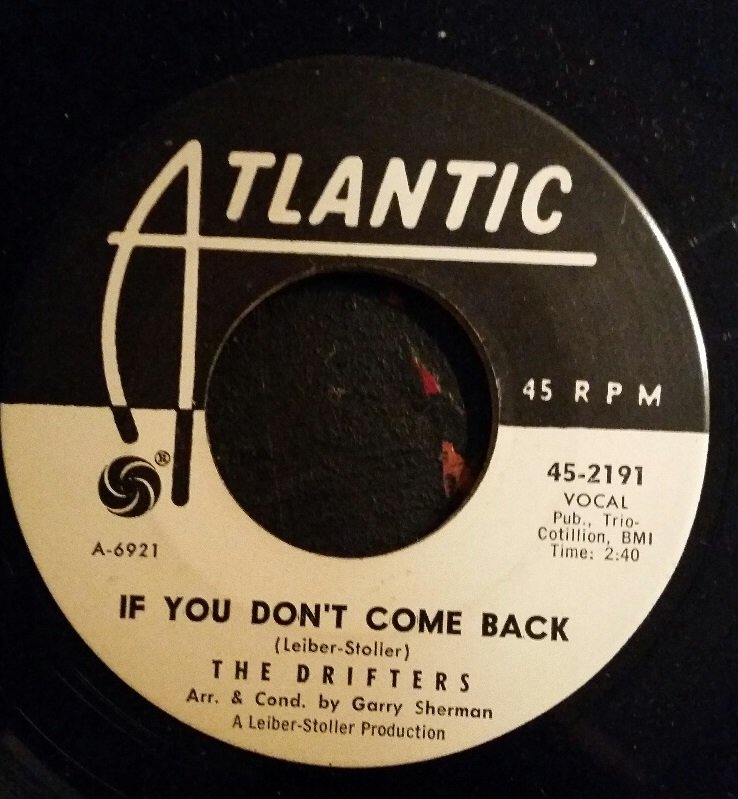 ATLANTIC
45 RPM
®
A-6921
45-2191
VOCAL
Pub., Trio-
Cotillion, BMI
Time: 2:40
IF YOU DON'T COME BACK
(Leiber-Stoller)
THE DRIFTERS
Arr. & Cond. by Garry Sherman
A Leiber-Stoller Production